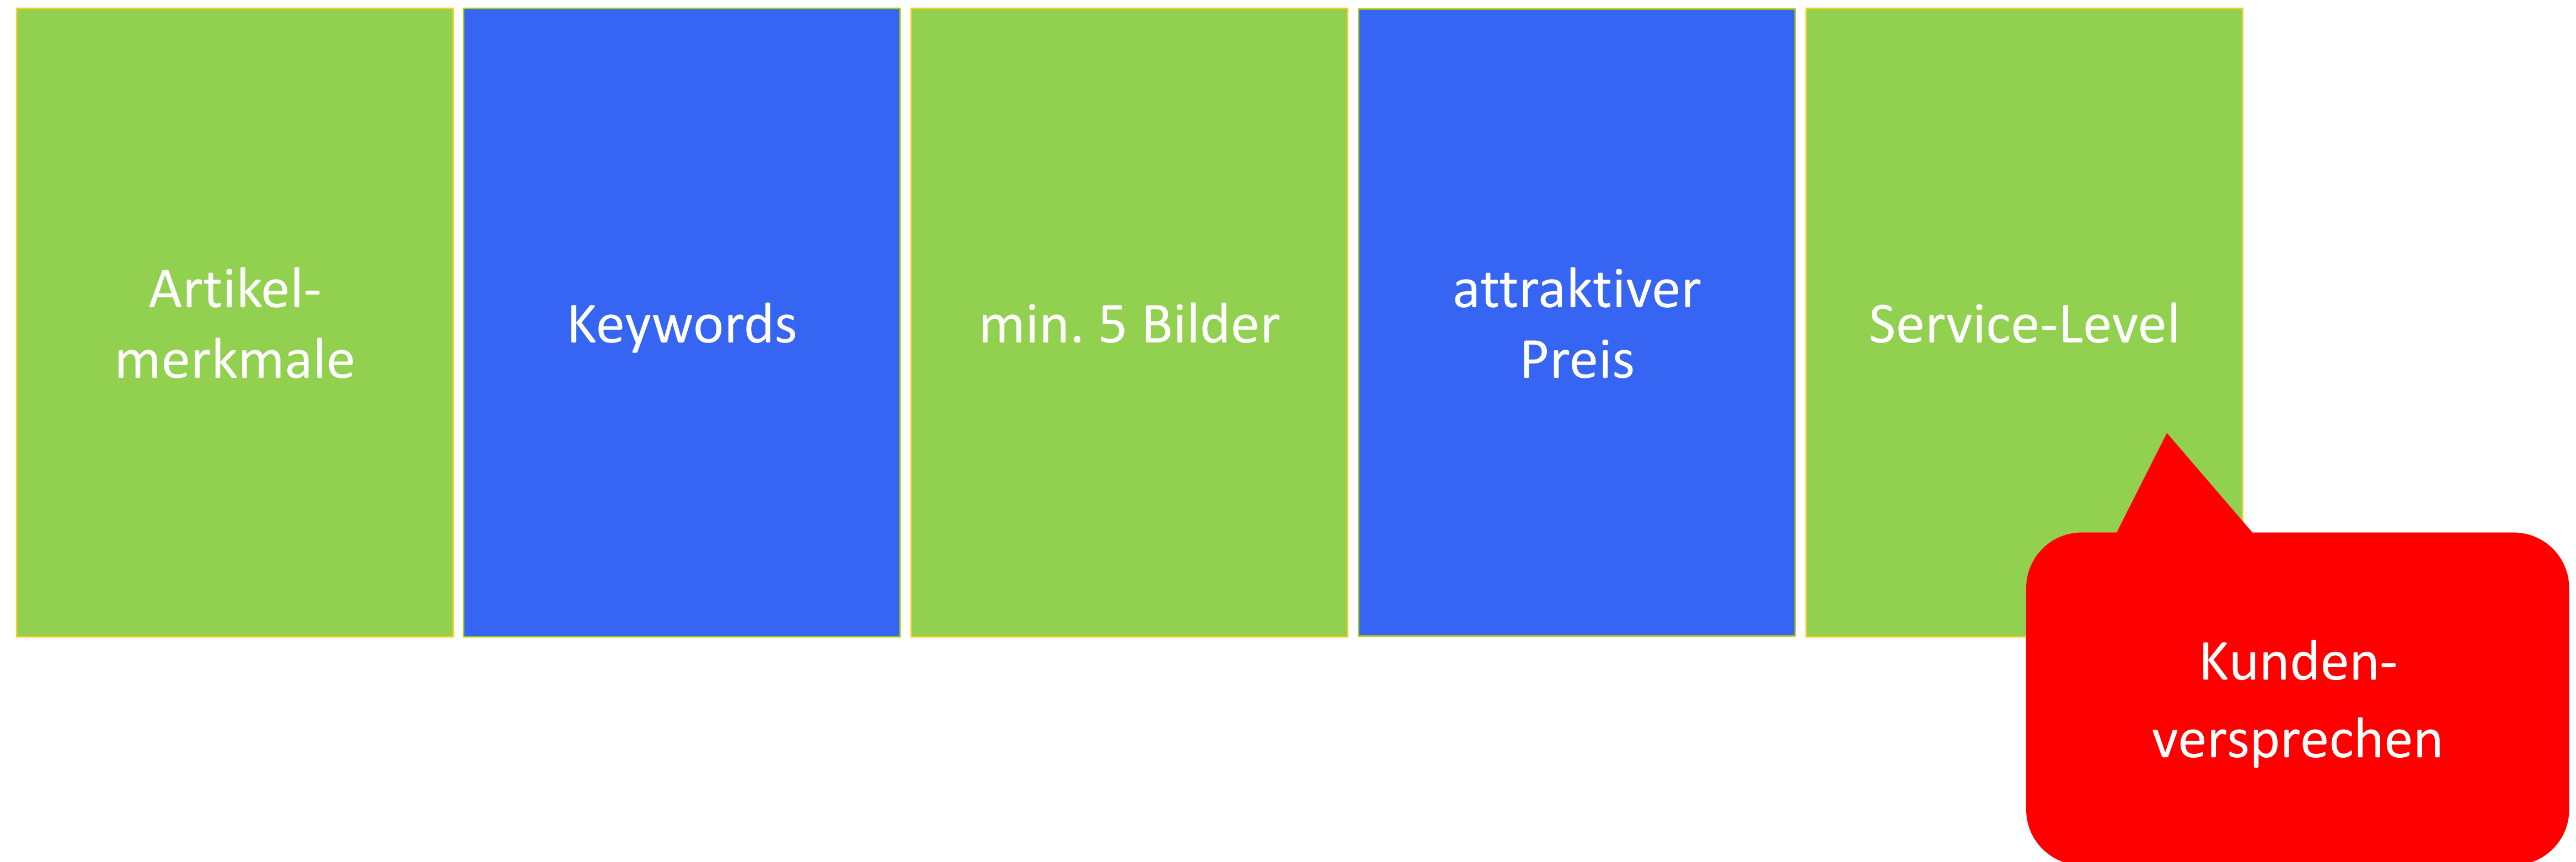 Artikel-
merkmale
Keywords
min. 5 Bilder
attraktiver
Preis
Service-Level
Kunden-
versprechen